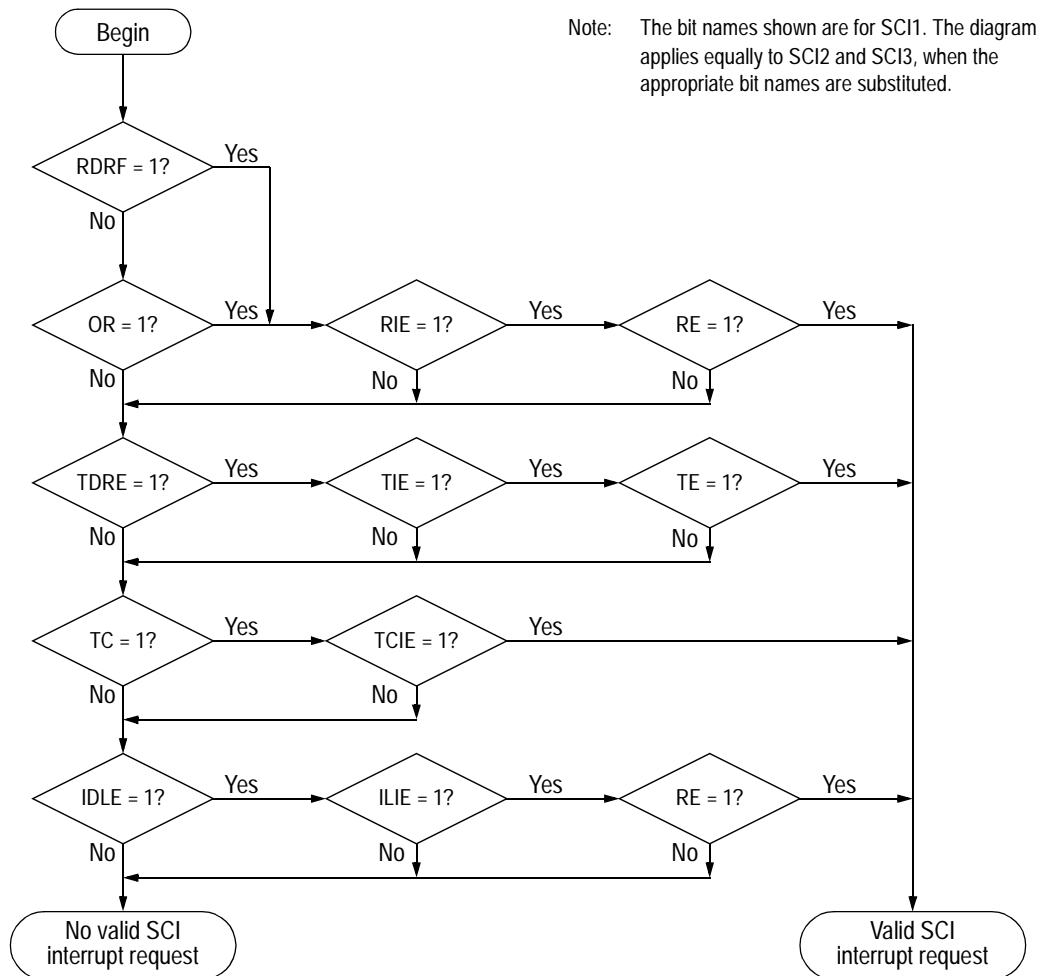 Begin
Note: The bit names shown are for SCI1. The diagram
applies equally to SCI2 and SCI3, when the
appropriate bit names are substituted.
RDRF = 1?
Yes
No
OR = 1?
Yes
RIE = 1?
Yes
RE = 1?
Yes
No
No
No
TDRE = 1?
Yes
TIE = 1?
Yes
TE = 1?
Yes
No
No
No
TC = 1?
Yes
TCIE = 1?
Yes
No
No
IDLE = 1?
Yes
ILIE = 1?
Yes
RE = 1?
Yes
No
No
No
No valid SCI
interrupt request
Valid SCI
interrupt request